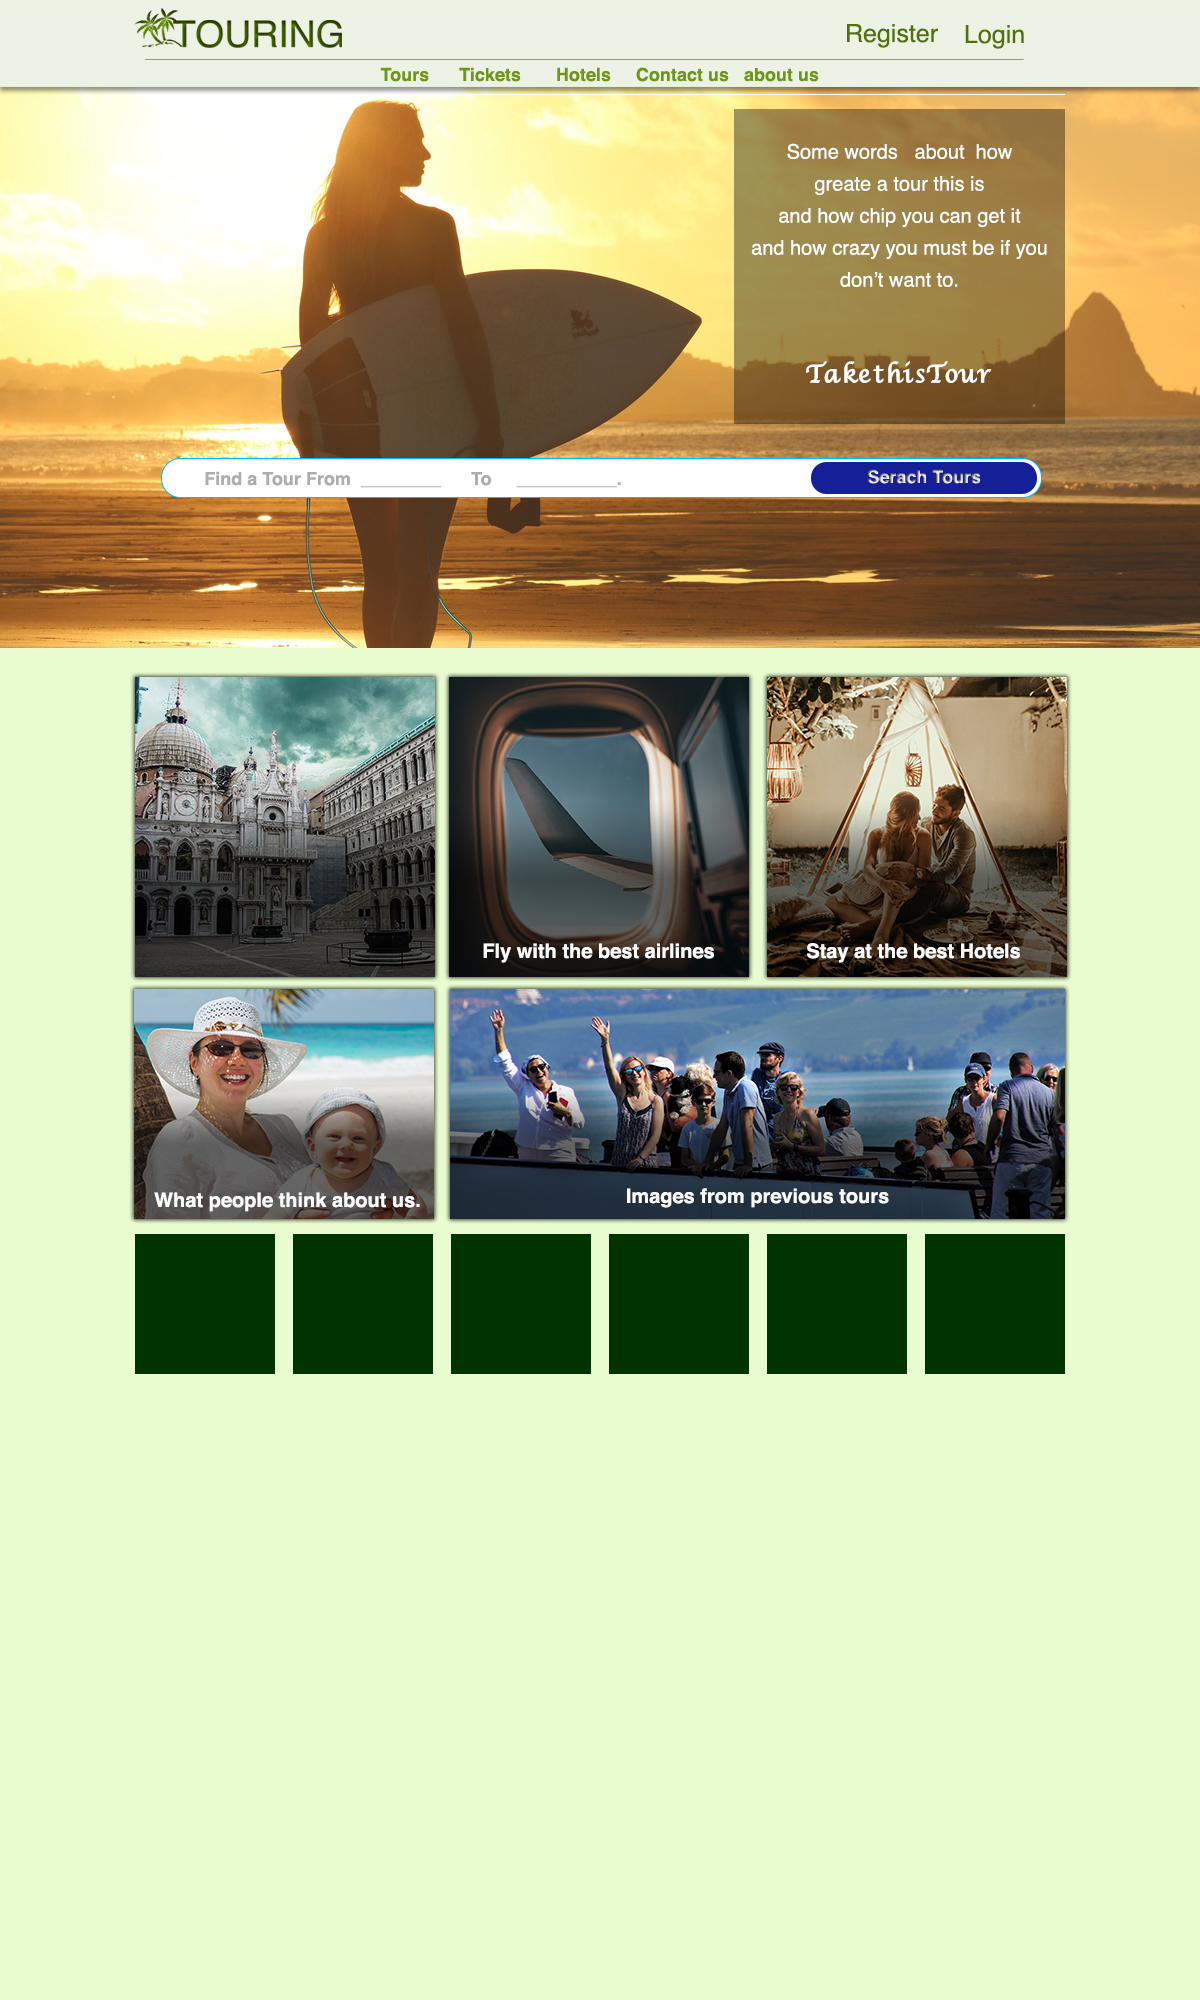 TOURING
Register Login
Tours Tickets Hotels Contact us about us
Some words about how
greate a tour this is
and how chip you can get it
and how crazy you must be if you
don't want to.
TakethisTour
Find a Tour From ________ To __________.
Serach Tours
Fly with the best airlines
Stay at the best Hotels
What people think about us.
Images from previous tours